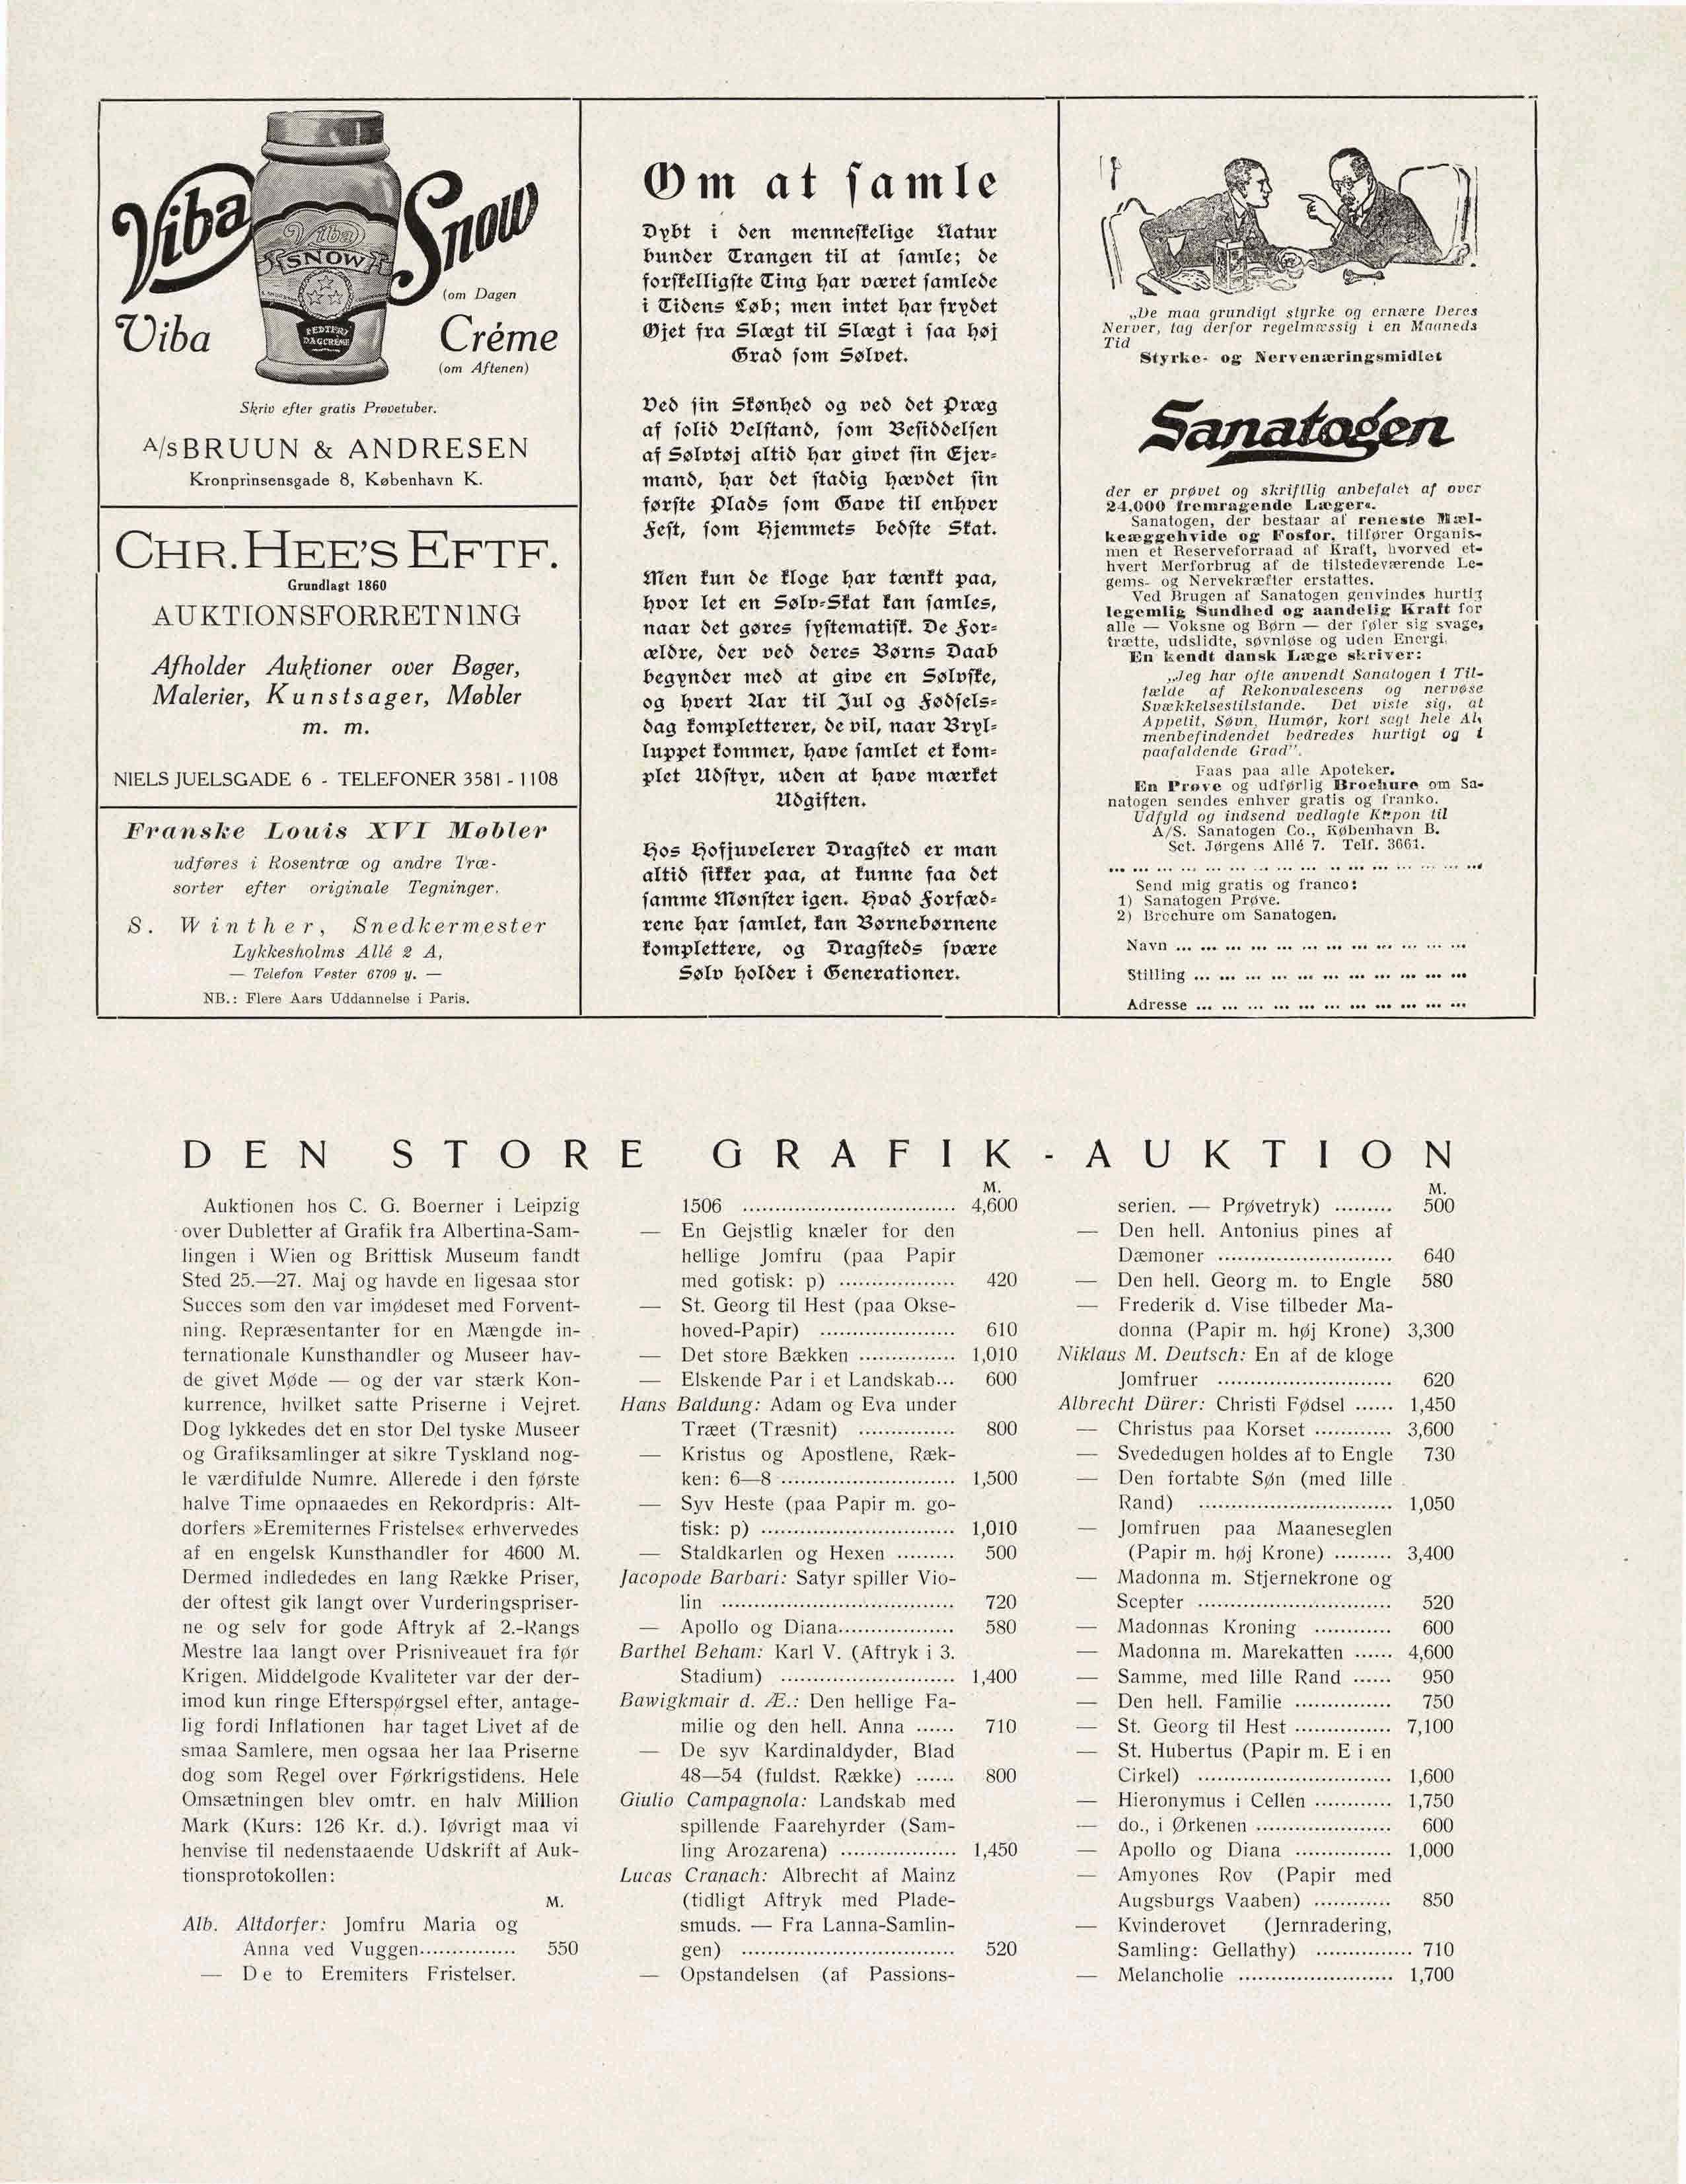 Viba Snow
Viba
SNOW
FEDTFRI
DAGCREME
(om Dagen
Viba Créme
(om Aftenen)
Skriv efter gratis Prøvetuber.
A/S BRUUN & ANDRESEN
Kronprinsensgade 8, København K.
CHR. HEE'S EFTF.
Grundlagt 1860
AUKTIONSFORRETNING
Afholder Auktioner over Bøger,
Malerier, Kunstsager, Møbler
m. m.
NIELS JUELSGADE 6 - TELEFONER 3581 - 1108
Franske Louis XVI Møbler
udføres i Rosentræ og andre Træ-
sorter efter originale Tegninger.
S. Winther, Snedkermester
Lykkesholms Allé 2 A,
— Telefon Vester 6709 y. —
NB.: Flere Aars Uddannelse i Paris.
Om at samle
Dybt i den menneskelige Natur
bunder Trangen til at samle; de
forskelligste Ting har været samlede
i Tidens Løb; men intet har frydet
Øjet fra Slægt til Slægt i saa høj
Grad som Sølvet.
Ved sin Skønhed og ved det Præg
af solid Velstand, som Besiddelsen
af Sølvtøj altid har givet sin Ejer-
mand, har det stadig hævdet sin
første Plads som Gave til enhver
Fest, som Hjemmets bedste Skat.
Men kun de kloge har tænkt paa,
hvor let en Sølv-Skat kan samles,
naar det gøres systematisk. De For-
ældre, der ved deres Børns Daab
begynder med at give en Sølvske,
og hvert Aar til Jul og Fødsels-
dag kompletterer, de vil, naar Bryl-
luppet kommer, have samlet et kom-
plet Udstyr, uden at have mærket
Udgiften.
Hos Hofjuvelerer Dragsted er man
altid sikker paa, at kunne faa det
samme Mønster igen. Hvad Forfæd-
rene har samlet, kan Børnebørnene
komplettere, og Dragsteds svære
Sølv holder i Generationer.
„De maa grundigt styrke og ernære Deres
Nerver, tag derfor regelmæssig i en Maaneds
Tid
Styrke- og Nervenæringsmidlet
Sanatogen
der er prøvet og skriftlig anbefalet af over
24.000 fremragende Læger«.
Sanatogen, der bestaar af reneste Mæl-
keæggehvide og Fosfor, tilfører Organis-
men et Reserveforraad af Kraft, hvorved et-
hvert Merforbrug af de tilstedeværende Le-
gems- og Nervekræfter erstattes.
Ved Brugen af Sanatogen genvindes hurtig
legemlig Sundhed og aandelig Kraft for
alle — Voksne og Børn — der føler sig svage,
trætte, udslidte, søvnløse og uden Energi.
En kendt dansk Læge skriver:
„Jeg har ofte anvendt Sanatogen i Til-
fælde af Rekonvalescens og nervøse
Svækkelsestilstande. Det viste sig, at
Appetit, Søvn, Humør, kort sagt hele Al-
menbefindendet bedredes hurtigt og i
paafaldende Grad".
Faas paa alle Apoteker.
En Prøve og udførlig Brochure om Sa-
natogen sendes enhver gratis og franko.
Udfyld og indsend vedlagte Kupon til
A/S. Sanatogen Co., København B.
Sct. Jørgens Allé 7. Telf. 3661.
Send mig gratis og franco:
1) Sanatogen Prøve.
2) Brochure om Sanatogen.
Navn ... ... ... ... ... ... ... ... ... ... ... ...
Stilling ... ... ... ... ... ... ... ... ... ... ...
Adresse ... ... ... ... ... ... ... ... ... ... ...
DEN STORE GRAFIK-AUKTION
Auktionen hos C. G. Boerner i Leipzig
over Dubletter af Grafik fra Albertina-Sam-
lingen i Wien og Brittisk Museum fandt
Sted 25.—27. Maj og havde en ligesaa stor
Succes som den var imødeset med Forvent-
ning. Repræsentanter for en Mængde in-
ternationale Kunsthandler og Museer hav-
de givet Møde — og der var stærk Kon-
kurrence, hvilket satte Priserne i Vejret.
Dog lykkedes det en stor Del tyske Museer
og Grafiksamlinger at sikre Tyskland nog-
le værdifulde Numre. Allerede i den første
halve Time opnaaedes en Rekordpris: Alt-
dorfers »Eremiternes Fristelse« erhvervedes
af en engelsk Kunsthandler for 4600 M.
Dermed indlededes en lang Række Priser,
der oftest gik langt over Vurderingspriser-
ne og selv for gode Aftryk af 2.-Rangs
Mestre laa langt over Prisniveauet fra før
Krigen. Middelgode Kvaliteter var der der-
imod kun ringe Efterspørgsel efter, antage-
lig fordi Inflationen har taget Livet af de
smaa Samlere, men ogsaa her laa Priserne
dog som Regel over Førkrigstidens. Hele
Omsætningen blev omtr. en halv Million
Mark (Kurs: 126 Kr. d.). Iøvrigt maa vi
henvise til nedenstaaende Udskrift af Auk-
tionsprotokollen:
M.
Alb. Altdorfer: Jomfru Maria og
Anna ved Vuggen............... 550
— De to Eremiters Fristelser.
M.
1506 ................................. 4,600
— En Gejstlig knæler for den
hellige Jomfru (paa Papir
med gotisk: p) .................. 420
— St. Georg til Hest (paa Okse-
hoved-Papir) ..................... 610
— Det store Bækken ............... 1,010
— Elskende Par i et Landskab... 600
Hans Baldung: Adam og Eva under
Træet (Træsnit) ............... 800
— Kristus og Apostlene, Ræk-
ken: 6—8 ........................... 1,500
— Syv Heste (paa Papir m. go-
tisk: p) .............................. 1,010
— Staldkarlen og Hexen ......... 500
Jacopode Barbari: Satyr spiller Vio-
lin .................................... 720
— Apollo og Diana.................. 580
Barthel Beham: Karl V. (Aftryk i 3.
Stadium) ........................... 1,400
Bawigkmair d. Æ.: Den hellige Fa-
milie og den hell. Anna ...... 710
— De syv Kardinaldyder, Blad
48—54 (fuldst. Række) ...... 800
Giulio Campagnola: Landskab med
spillende Faarehyrder (Sam-
ling Arozarena) .................. 1,450
Lucas Cranach: Albrecht af Mainz
(tidligt Aftryk med Plade-
smuds. — Fra Lanna-Samlin-
gen) ................................. 520
— Opstandelsen (af Passions-
M.
serien. — Prøvetryk) ......... 500
— Den hell. Antonius pines af
Dæmoner ........................... 640
— Den hell. Georg m. to Engle 580
— Frederik d. Vise tilbeder Ma-
donna (Papir m. høj Krone) 3,300
Niklaus M. Deutsch: En af de kloge
Jomfruer ........................... 620
Albrecht Dürer: Christi Fødsel ...... 1,450
— Christus paa Korset ............ 3,600
— Svededugen holdes af to Engle 730
— Den fortabte Søn (med lille
Rand) .............................. 1,050
— Jomfruen paa Maaneseglen
(Papir m. høj Krone) ......... 3,400
— Madonna m. Stjernekrone og
Scepter .............................. 520
— Madonnas Kroning ............ 600
— Madonna m. Marekatten ...... 4,600
— Samme, med lille Rand ...... 950
— Den hell. Familie ............... 750
— St. Georg til Hest ............... 7,100
— St. Hubertus (Papir m. E i en
Cirkel) .............................. 1,600
— Hieronymus i Cellen ............ 1,750
— do., i Ørkenen ..................... 600
— Apollo og Diana ............... 1,000
— Amyones Rov (Papir med
Augsburgs Vaaben) ............ 850
— Kvinderovet (Jernradering,
Samling: Gellathy) ............... 710
— Melancholie ........................ 1,700